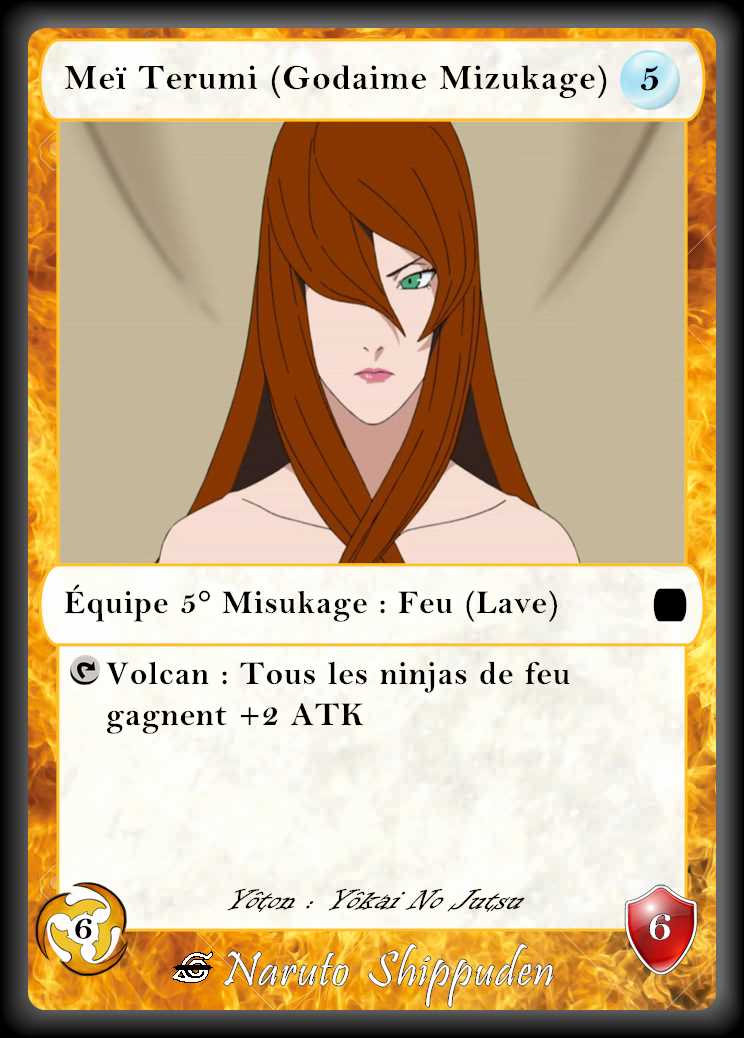 Meï Terumi (Godaime Mizukage) 5
Équipe 5° Misukage : Feu (Lave)
Volcan : Tous les ninjas de feu
gagnent +2 ATK
Yôton : Yôkai No Jutsu
6
6
Naruto Shippuden